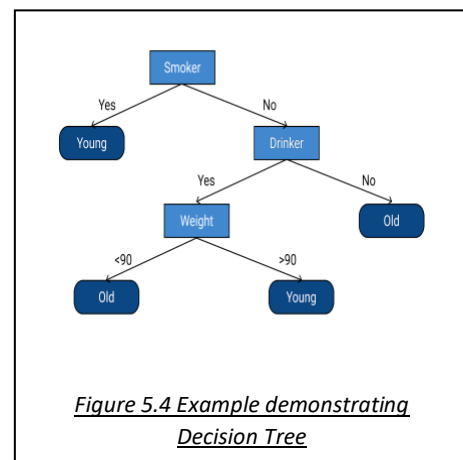 Smoker
Yes No
Young Drinker
Yes No
Weight Old
<90 >90
Old Young
Figure 5.4 Example demonstrating
Decision Tree